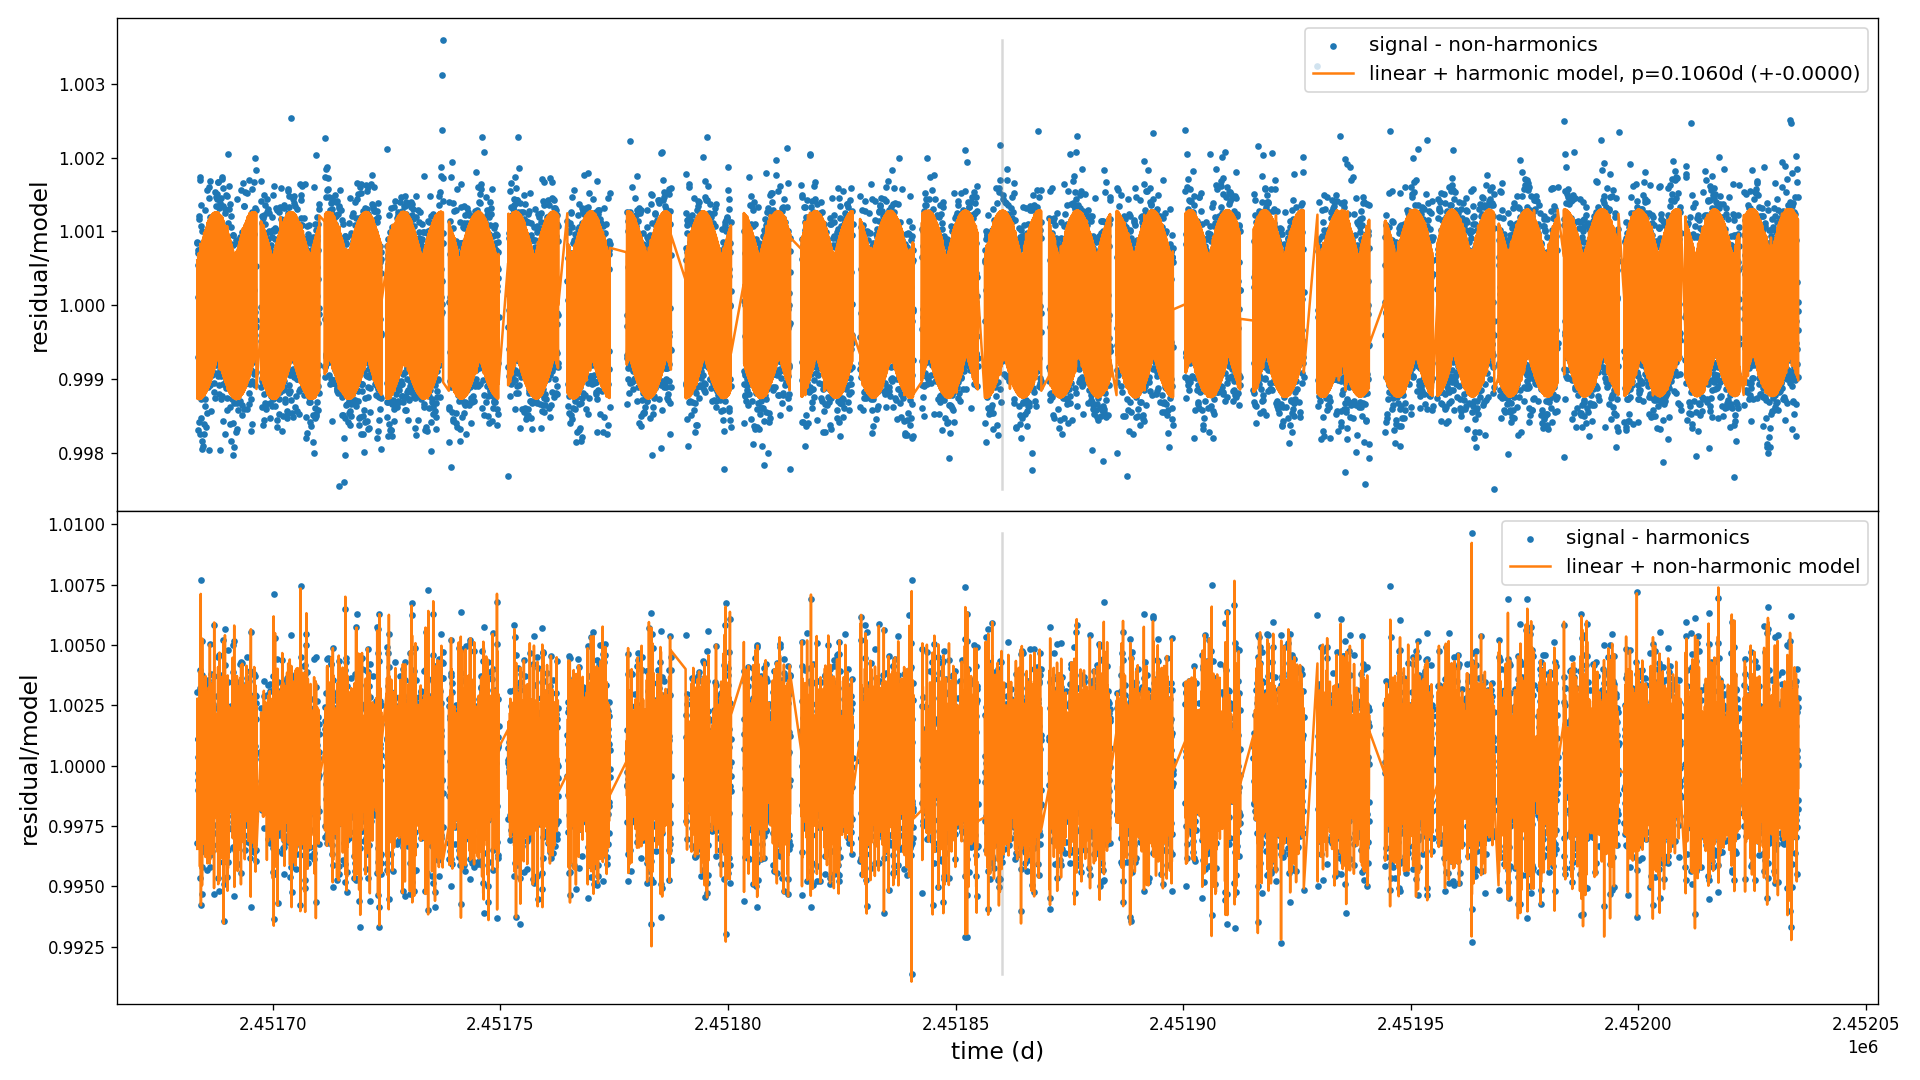 signal - non-harmonics
linear + harmonic model, p=0.1060d (+-0.0000)
1.003
1.002
1.001
1.000
0.999
0.998
residual/model
signal - harmonics
linear + non-harmonic model
1.0100
1.0075
1.0050
1.0025
1.0000
0.9975
0.9950
0.9925
residual/model
2.45170
2.45175
2.45180
2.45185
2.45190
2.45195
2.45200
2.45205
1e6
time (d)